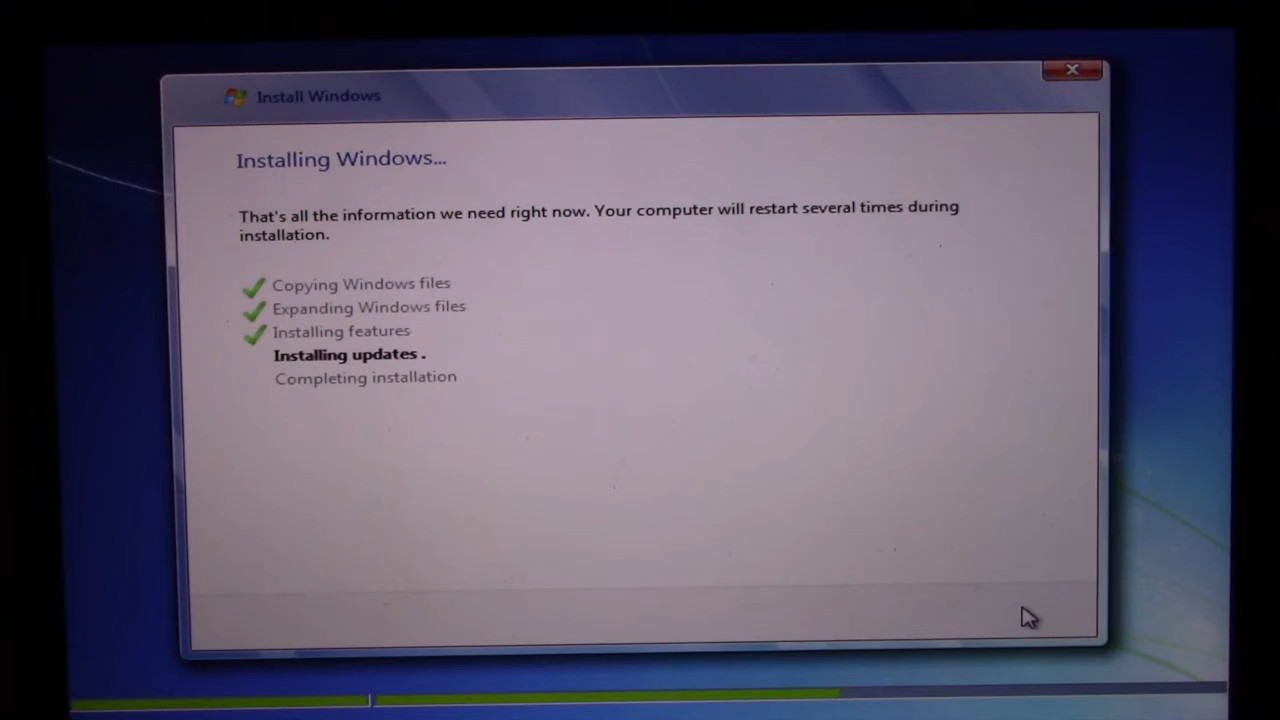 Install Windows
Installing Windows...
That's all the information we need right now. Your computer will restart several times during
installation.
Copying Windows files
Expanding Windows files
Installing features
Installing updates .
Completing installation